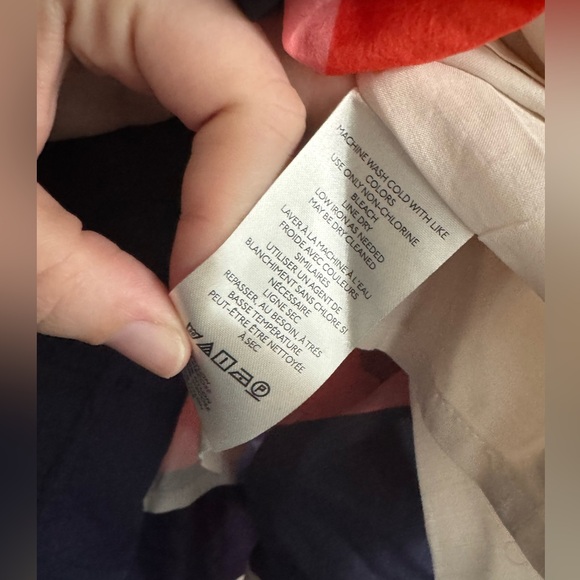 MACHINE WASH COLD WITH LIKE
COLORS
USE ONLY NON-CHLORINE
BLEACH
LINE DRY
LOW IRON AS NEEDED
MAY BE DRY CLEANED
LAVER À LA MACHINE À L'EAU
FROIDE AVEC COULEURS
SIMILAIRES
UTILISER UN AGENT DE
BLANCHIMENT SANS CHLORE SI
NÉCESSAIRE
LIGNE SEC
REPASSER, AU BESOIN, À TRÈS
BASSE TEMPÉRATURE
PEUT-ÊTRE ÊTRE NETTOYÉE
À SEC
P